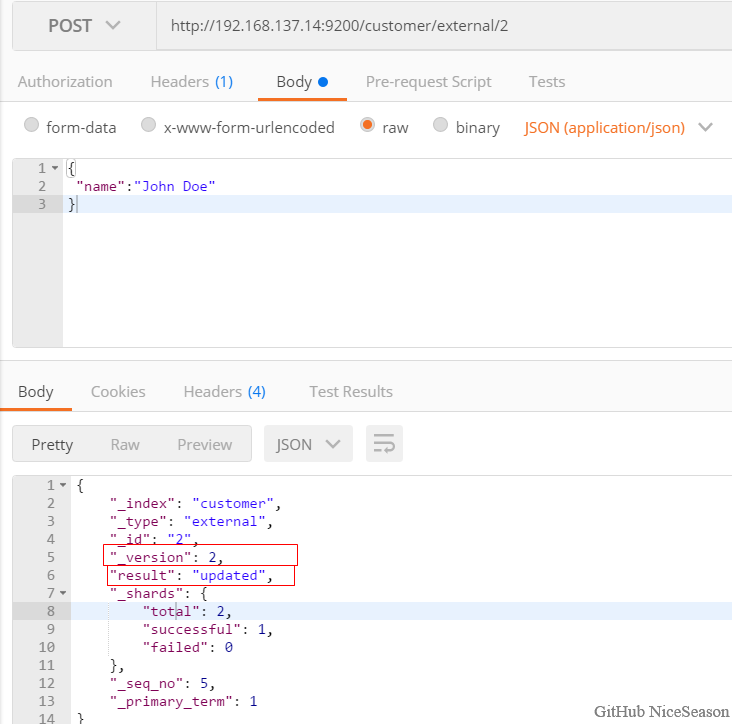 POST http://192.168.137.14:9200/customer/external/2
Authorization Headers (1) Body Pre-request Script Tests
form-data x-www-form-urlencoded raw binary JSON (application/json)
1 {
2 "name":"John Doe"
3 }
Body Cookies Headers (4) Test Results
Pretty Raw Preview JSON
1 {
2 "_index": "customer",
3 "_type": "external",
4 "_id": "2",
5 "_version": 2,
6 "result": "updated",
7 "_shards": {
8 "total": 2,
9 "successful": 1,
10 "failed": 0
11 },
12 "_seq_no": 5,
13 "_primary_term": 1
14 }
GitHub NiceSeason